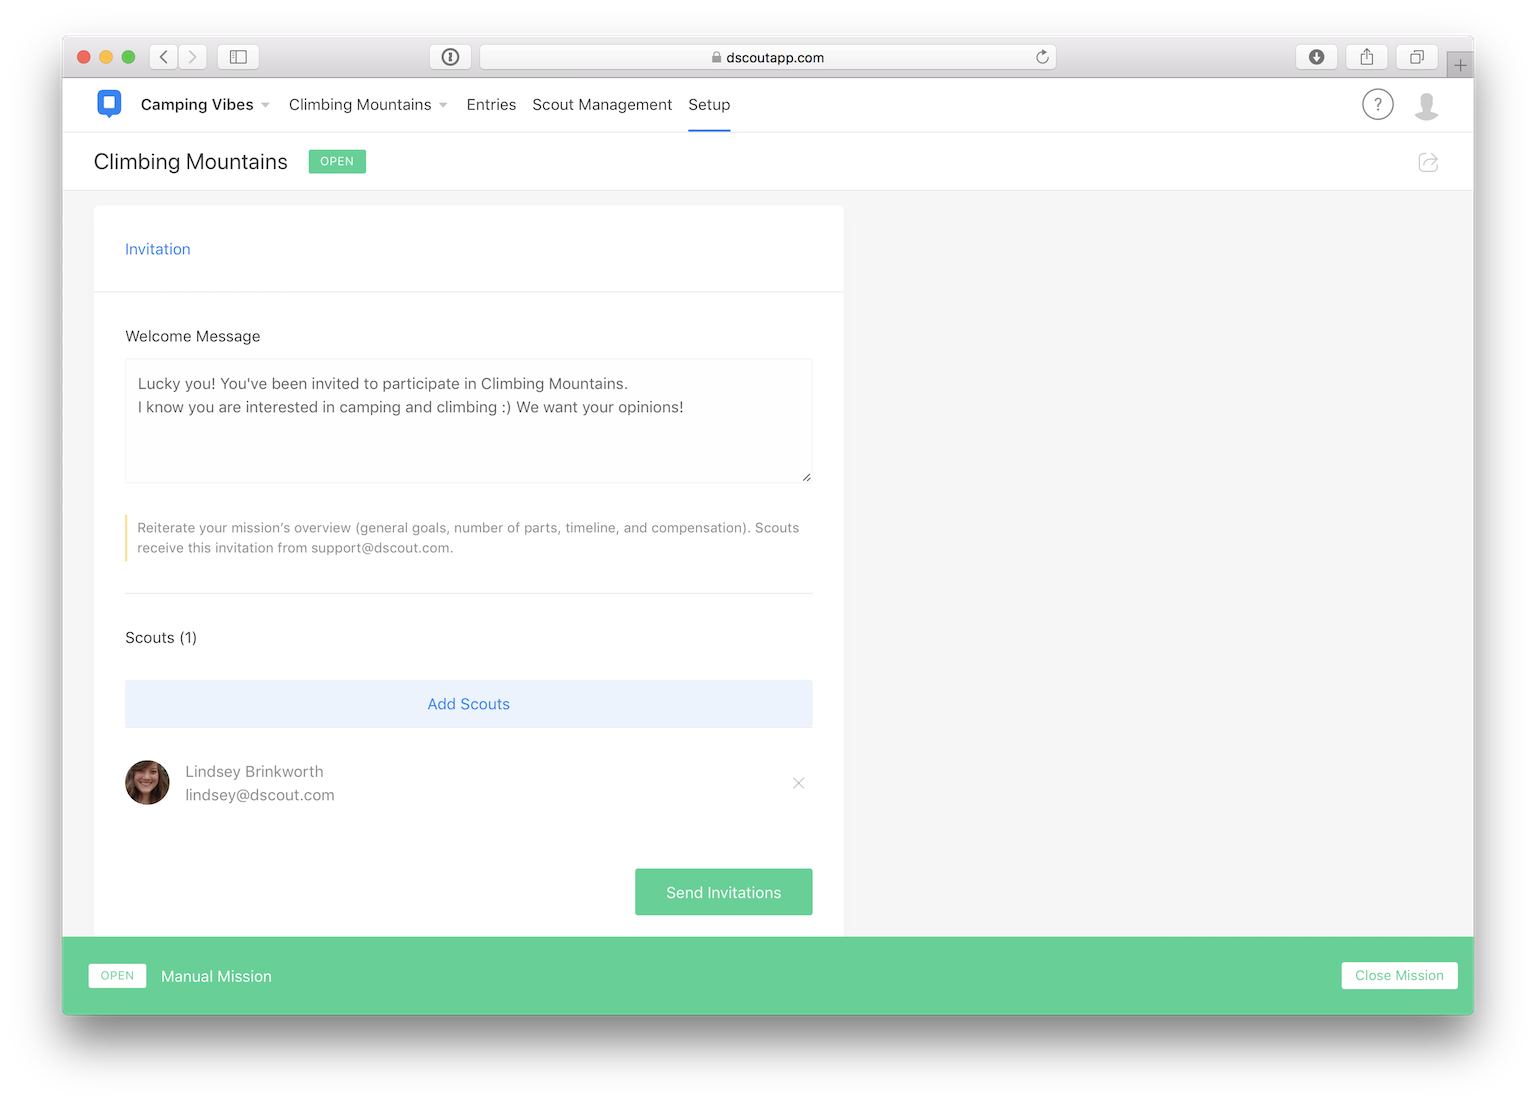 dscoutapp.com
Camping Vibes Climbing Mountains Entries Scout Management Setup ?
Climbing Mountains OPEN
Invitation
Welcome Message
Lucky you! You've been invited to participate in Climbing Mountains.
I know you are interested in camping and climbing :) We want your opinions!
Reiterate your mission’s overview (general goals, number of parts, timeline, and compensation). Scouts
receive this invitation from support@dscout.com.
Scouts (1)
Add Scouts
Lindsey Brinkworth
lindsey@dscout.com
Send Invitations
OPEN Manual Mission Close Mission